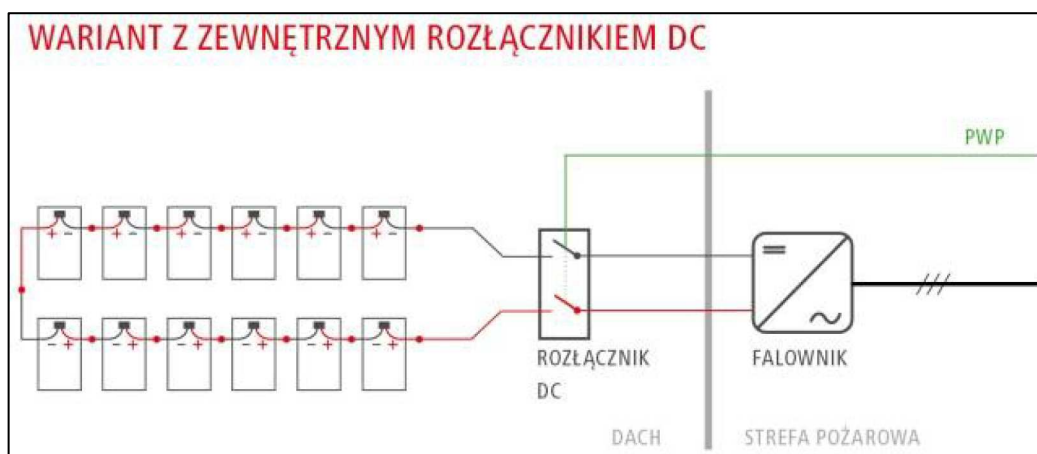 WARIANT Z ZEWNĘTRZNYM ROZŁĄCZNIKIEM DC
PWP
+ − + − + − + − + − + −
− + − + − + − + − + − +
ROZŁĄCZNIK
DC
FALOWNIK
DACH
STREFA POŻAROWA